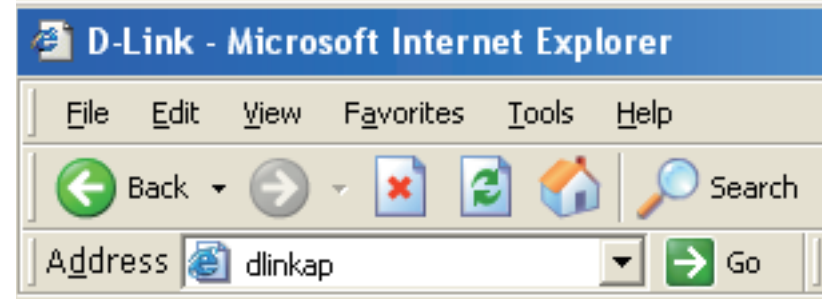 D-Link - Microsoft Internet Explorer
File Edit View Favorites Tools Help
Back Search
Address dlinkap Go